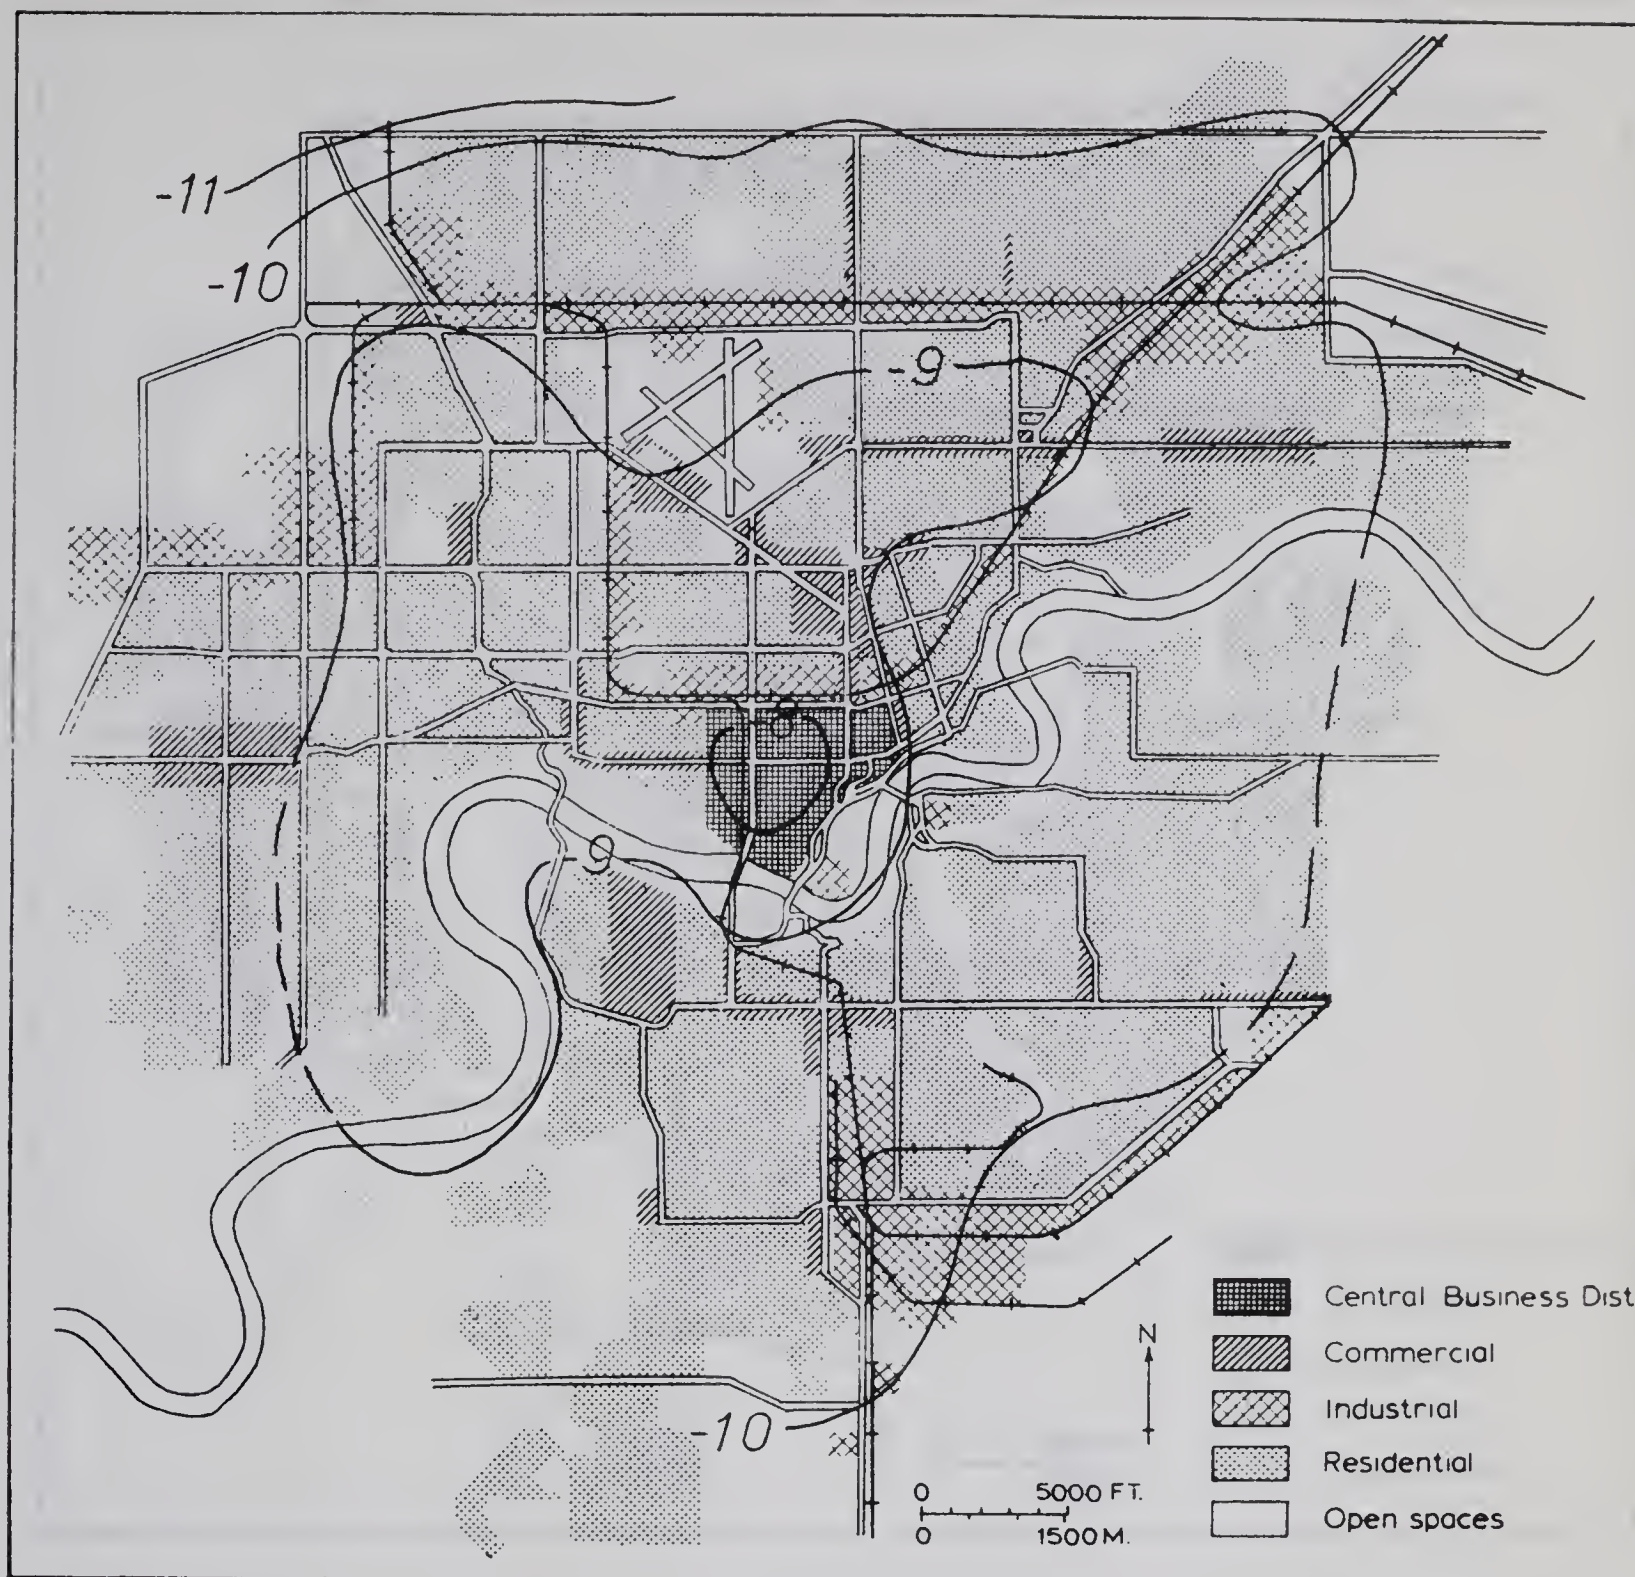 -11
-10
-9
-8
-9
-10
N
0 5000 FT.
0 1500 M.
Central Business Dist
Commercial
Industrial
Residential
Open spaces